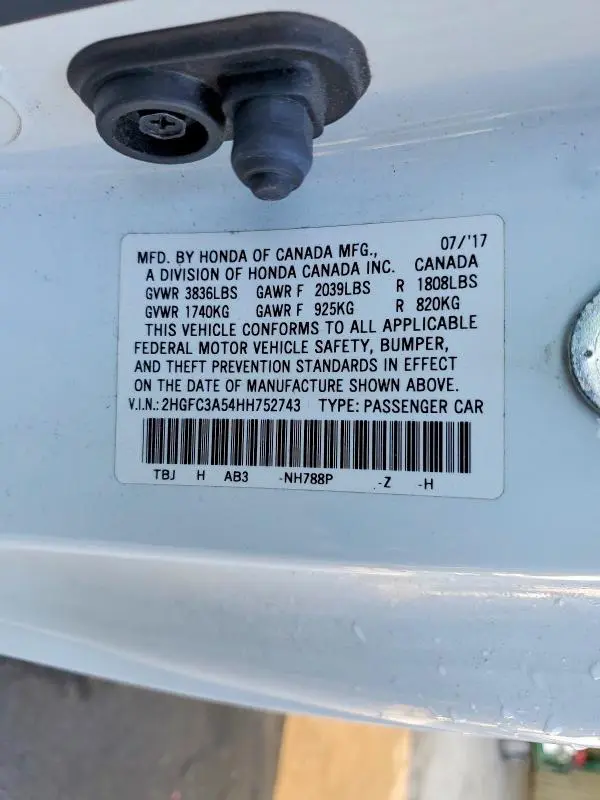 MFD. BY HONDA OF CANADA MFG., 07/'17
A DIVISION OF HONDA CANADA INC. CANADA
GVWR 3836LBS GAWR F 2039LBS R 1808LBS
GVWR 1740KG GAWR F 925KG R 820KG
THIS VEHICLE CONFORMS TO ALL APPLICABLE
FEDERAL MOTOR VEHICLE SAFETY, BUMPER,
AND THEFT PREVENTION STANDARDS IN EFFECT
ON THE DATE OF MANUFACTURE SHOWN ABOVE.
V.I.N.: 2HGFC3A54HH752743 TYPE: PASSENGER CAR
TBJ H AB3 -NH788P -Z -H